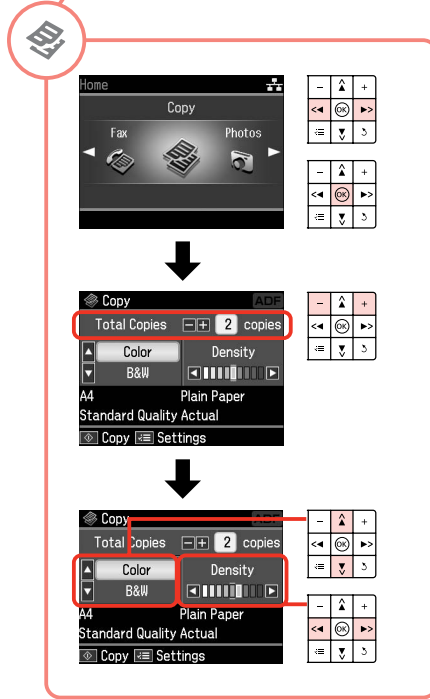 Home
Copy
Fax Photos
- +
OK
- +
OK
Copy ADF
Total Copies - + 2 copies
Color Density
B&W
A4 Plain Paper
Standard Quality Actual
Copy Settings
- +
OK
Copy ADF
Total Copies - + 2 copies
Color Density
B&W
A4 Plain Paper
Standard Quality Actual
Copy Settings
- +
OK
- +
OK